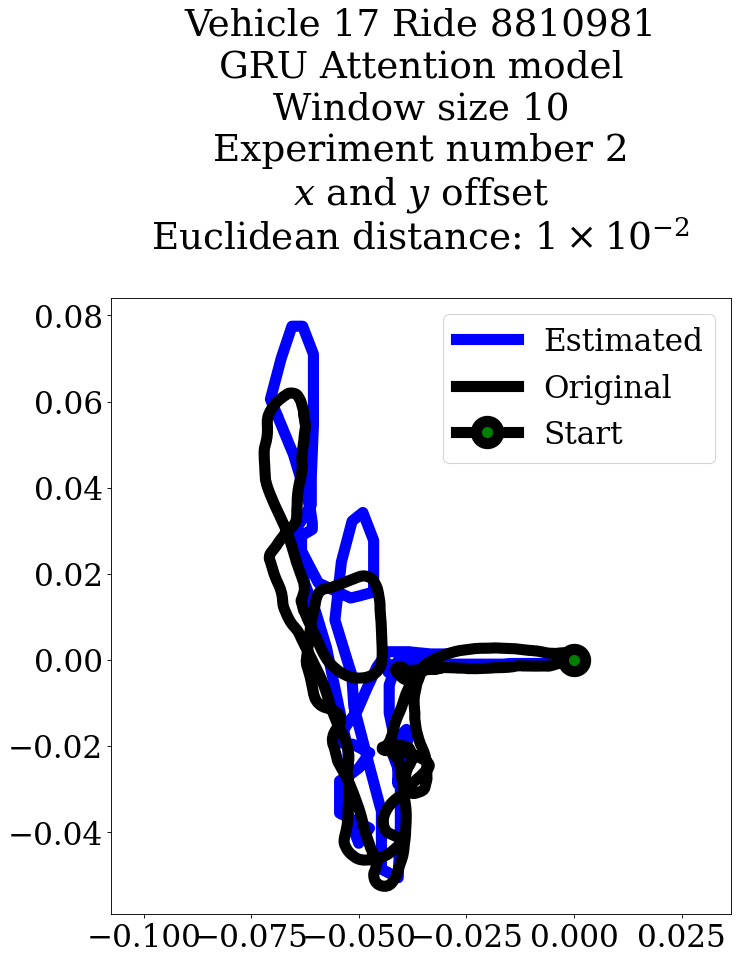 Vehicle 17 Ride 8810981
GRU Attention model
Window size 10
Experiment number 2
x and y offset
Euclidean distance: 1 × 10⁻²
Estimated
Original
Start
0.08
0.06
0.04
0.02
0.00
−0.02
−0.04
−0.100 −0.075 −0.050 −0.025 0.000 0.025